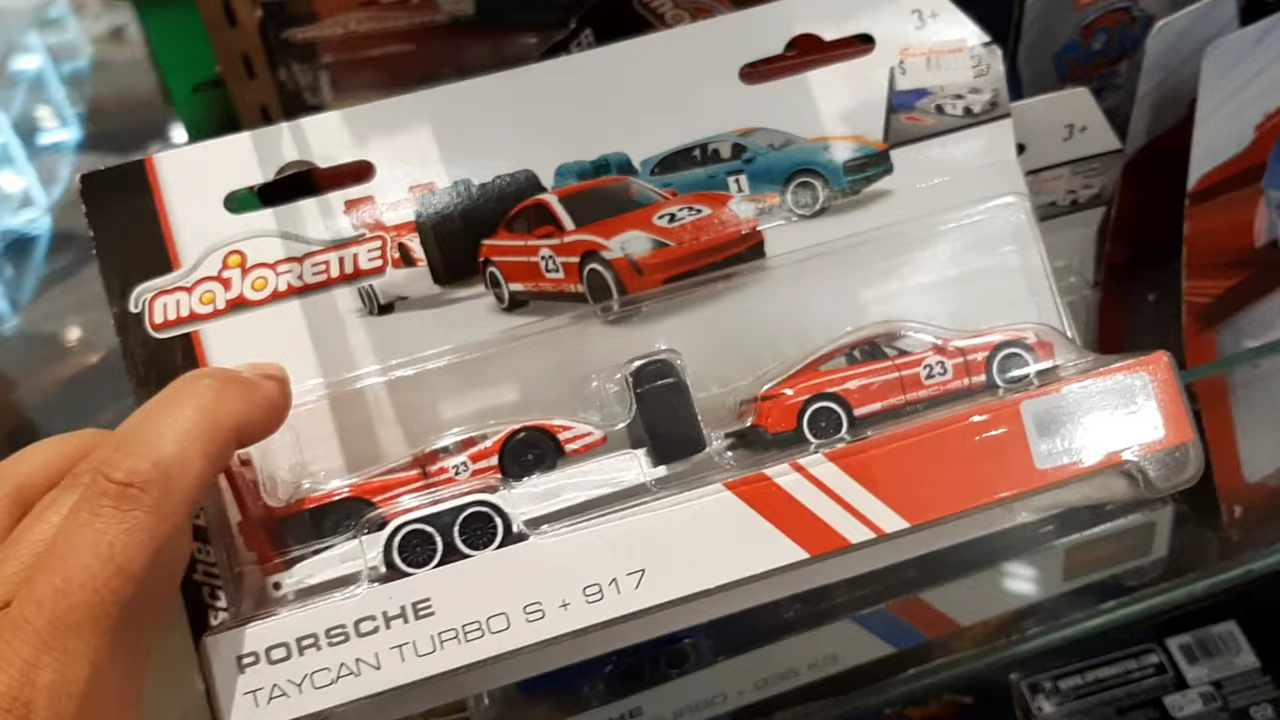 3+
majorette
1
23
23
3+
23
23
PORSCHE
PORSCHE
TAYCAN TURBO S + 917